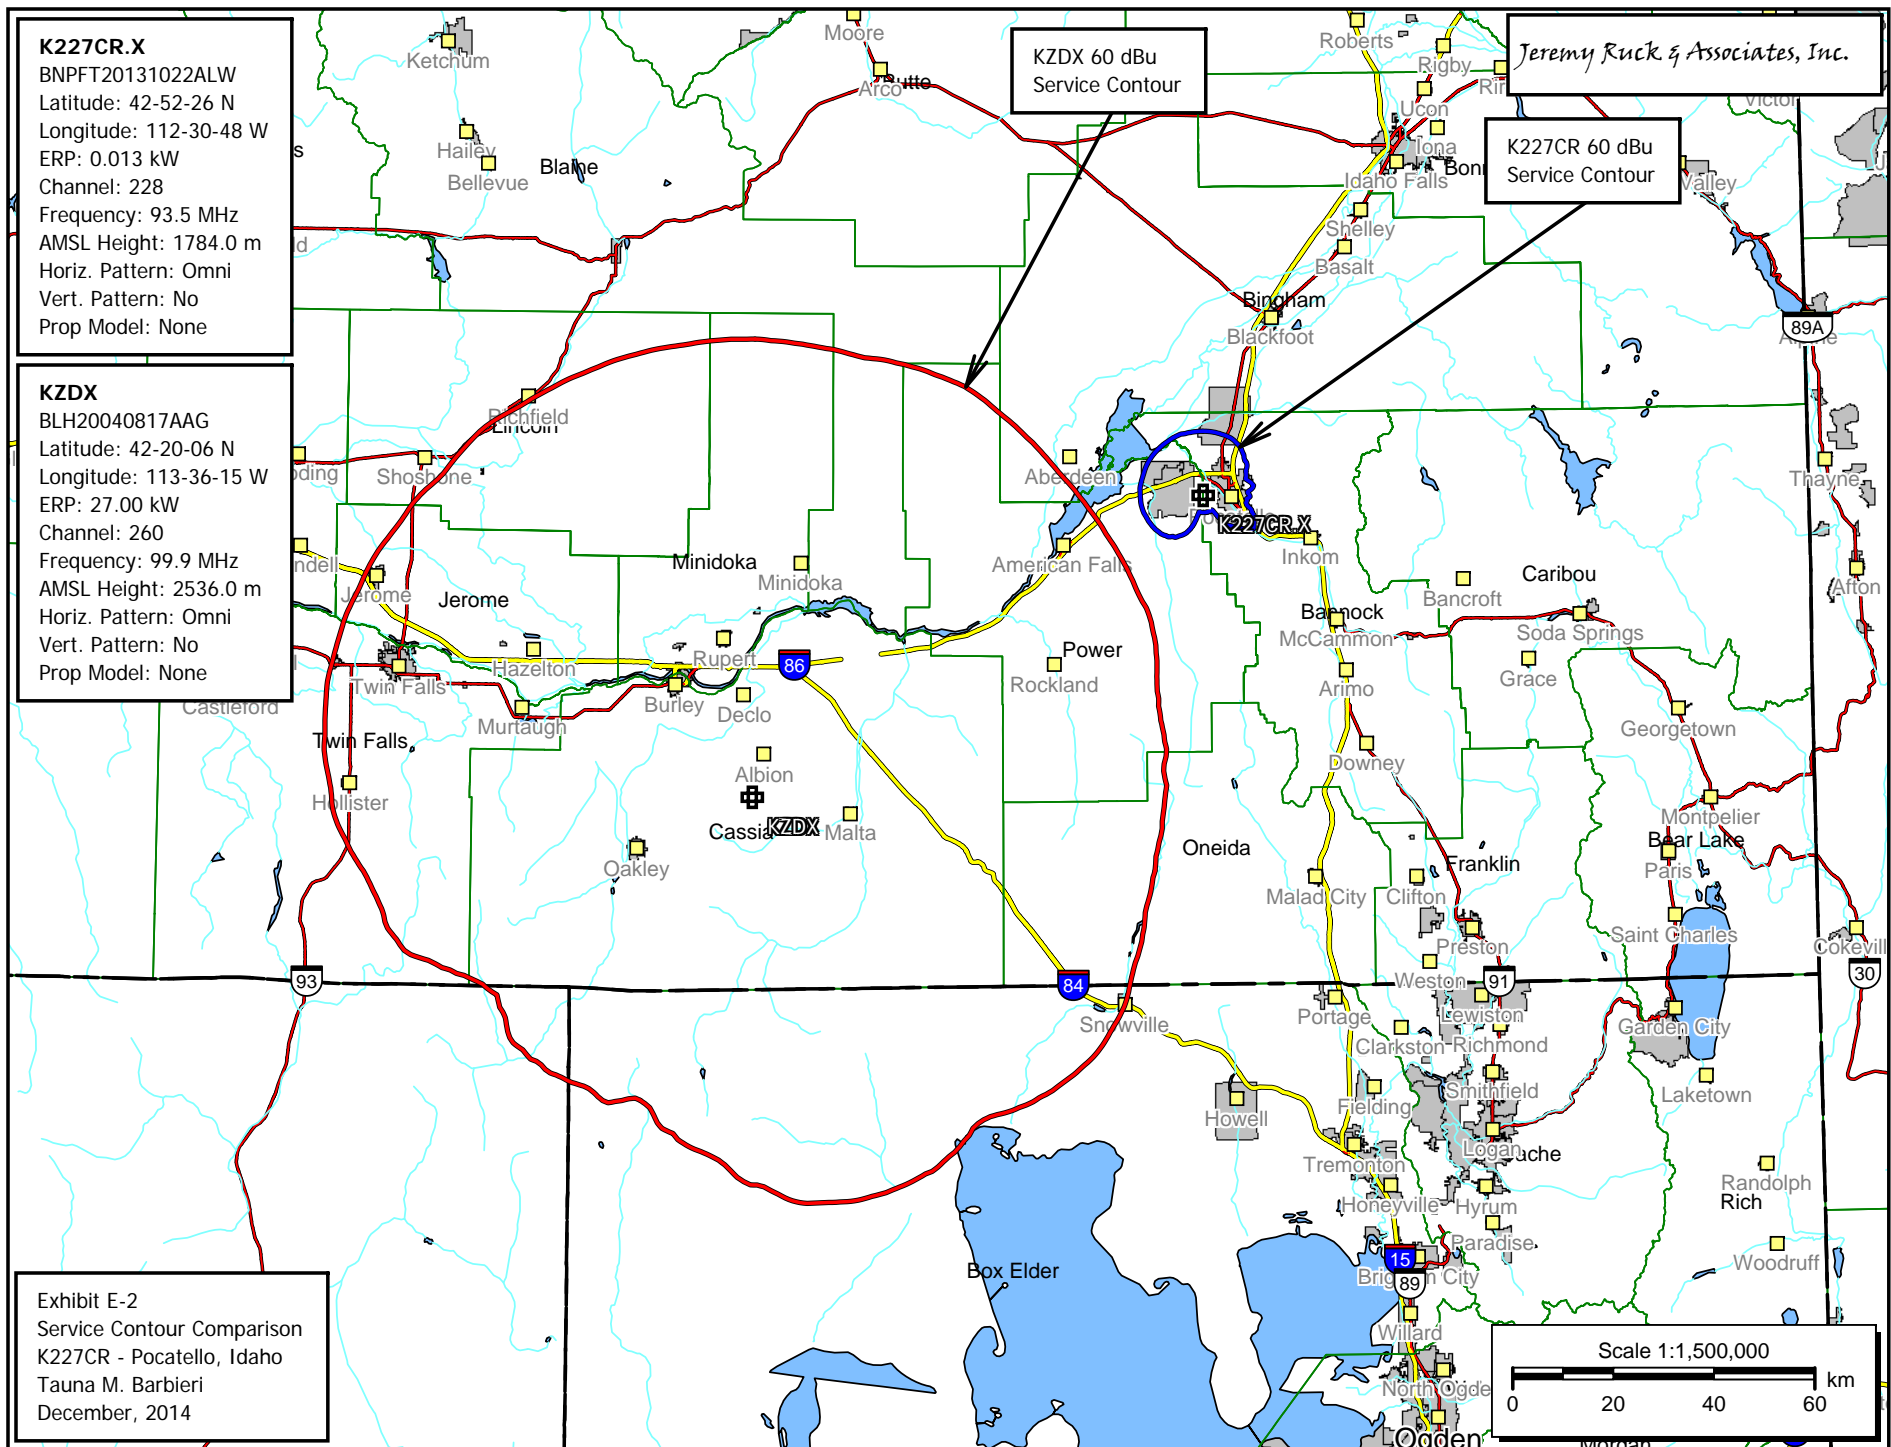 K227CR.X
BNPFT20131022ALW
Latitude: 42-52-26 N
Longitude: 112-30-48 W
ERP: 0.013 kW
Channel: 228
Frequency: 93.5 MHz
AMSL Height: 1784.0 m
Horiz. Pattern: Omni
Vert. Pattern: No
Prop Model: None
KZDX
BLH20040817AAG
Latitude: 42-20-06 N
Longitude: 113-36-15 W
ERP: 27.00 kW
Channel: 260
Frequency: 99.9 MHz
AMSL Height: 2536.0 m
Horiz. Pattern: Omni
Vert. Pattern: No
Prop Model: None
KZDX 60 dBu
Service Contour
Jeremy Ruck & Associates, Inc.
K227CR 60 dBu
Service Contour
Moore
Arco
Ketchum
Hailey
Bellevue
Blaine
Roberts
Rigby
Ucon
Iona
Idaho Falls
Shelley
Basalt
Bingham
Blackfoot
Valley
Victor
89A
Alpine
Richfield
Lincoln
Shoshone
Aberdeen
Pocatello
K227CR.X
Inkom
American Falls
Minidoka
Minidoka
Jerome
Jerome
Thayne
Afton
Caribou
Bancroft
Bannock
McCammon
Soda Springs
Grace
Arimo
Georgetown
Power
Rockland
Hazelton
Rupert
86
Twin Falls
Burley
Declo
Murtaugh
Castleford
Twin Falls
Albion
Hollister
Cassia
KZDX
Malta
Oakley
Downey
Montpelier
Bear Lake
Paris
Oneida
Franklin
Malad City
Clifton
Preston
Saint Charles
Weston
93
84
91
30
Snowville
Portage
Lewiston
Clarkston
Richmond
Garden City
Smithfield
Laketown
Howell
Fielding
Logan
Tremonton
Honeyville
Hyrum
Randolph
Rich
Paradise
Woodruff
Box Elder
15
89
Willard
Ogden
Exhibit E-2
Service Contour Comparison
K227CR - Pocatello, Idaho
Tauna M. Barbieri
December, 2014
Scale 1:1,500,000
0 20 40 60 km